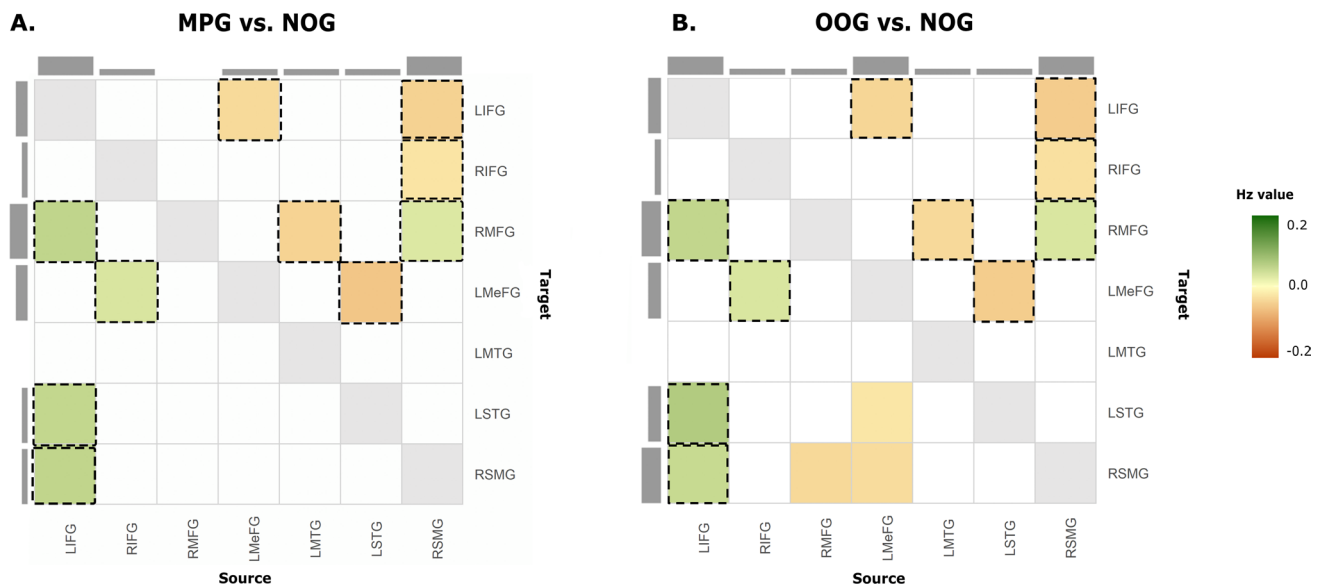 A.
MPG vs. NOG
LIFG
RIFG
RMFG
LMeFG
LMTG
LSTG
RSMG
Target
LIFG
RIFG
RMFG
LMeFG
LMTG
LSTG
RSMG
Source
B.
OOG vs. NOG
LIFG
RIFG
RMFG
LMeFG
LMTG
LSTG
RSMG
Target
LIFG
RIFG
RMFG
LMeFG
LMTG
LSTG
RSMG
Source
Hz value
0.2
0.0
-0.2